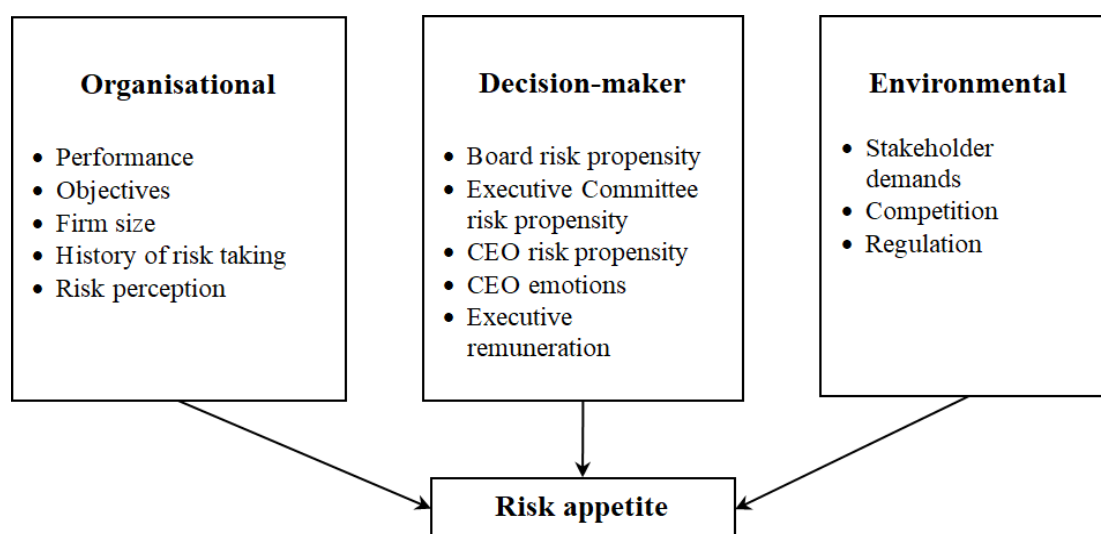 Organisational
• Performance
• Objectives
• Firm size
• History of risk taking
• Risk perception
Decision-maker
• Board risk propensity
• Executive Committee
risk propensity
• CEO risk propensity
• CEO emotions
• Executive
remuneration
Environmental
• Stakeholder
demands
• Competition
• Regulation
Risk appetite